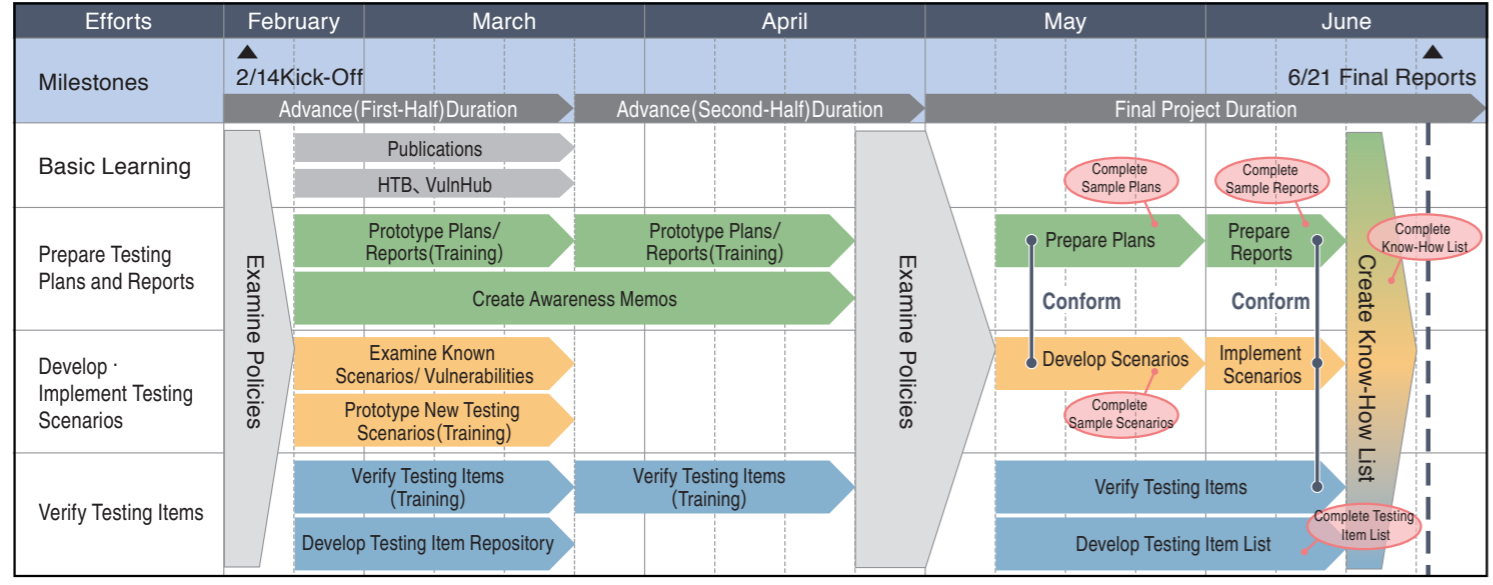 Efforts
February
March
April
May
June
Milestones
2/14Kick-Off
6/21 Final Reports
Advance(First-Half)Duration
Advance(Second-Half)Duration
Final Project Duration
Examine Policies
Examine Policies
Create Know-How List
Basic Learning
Publications
HTB、VulnHub
Complete
Sample Plans
Complete
Sample Reports
Prepare Testing
Plans and Reports
Prototype Plans/
Reports(Training)
Prototype Plans/
Reports(Training)
Prepare Plans
Prepare
Reports
Complete
Know-How List
Create Awareness Memos
Conform
Conform
Develop ·
Implement Testing
Scenarios
Examine Known
Scenarios/ Vulnerabilities
Develop Scenarios
Implement
Scenarios
Prototype New Testing
Scenarios(Training)
Complete
Sample Scenarios
Verify Testing Items
Verify Testing Items
(Training)
Verify Testing Items
(Training)
Verify Testing Items
Develop Testing Item Repository
Develop Testing Item List
Complete Testing
Item List